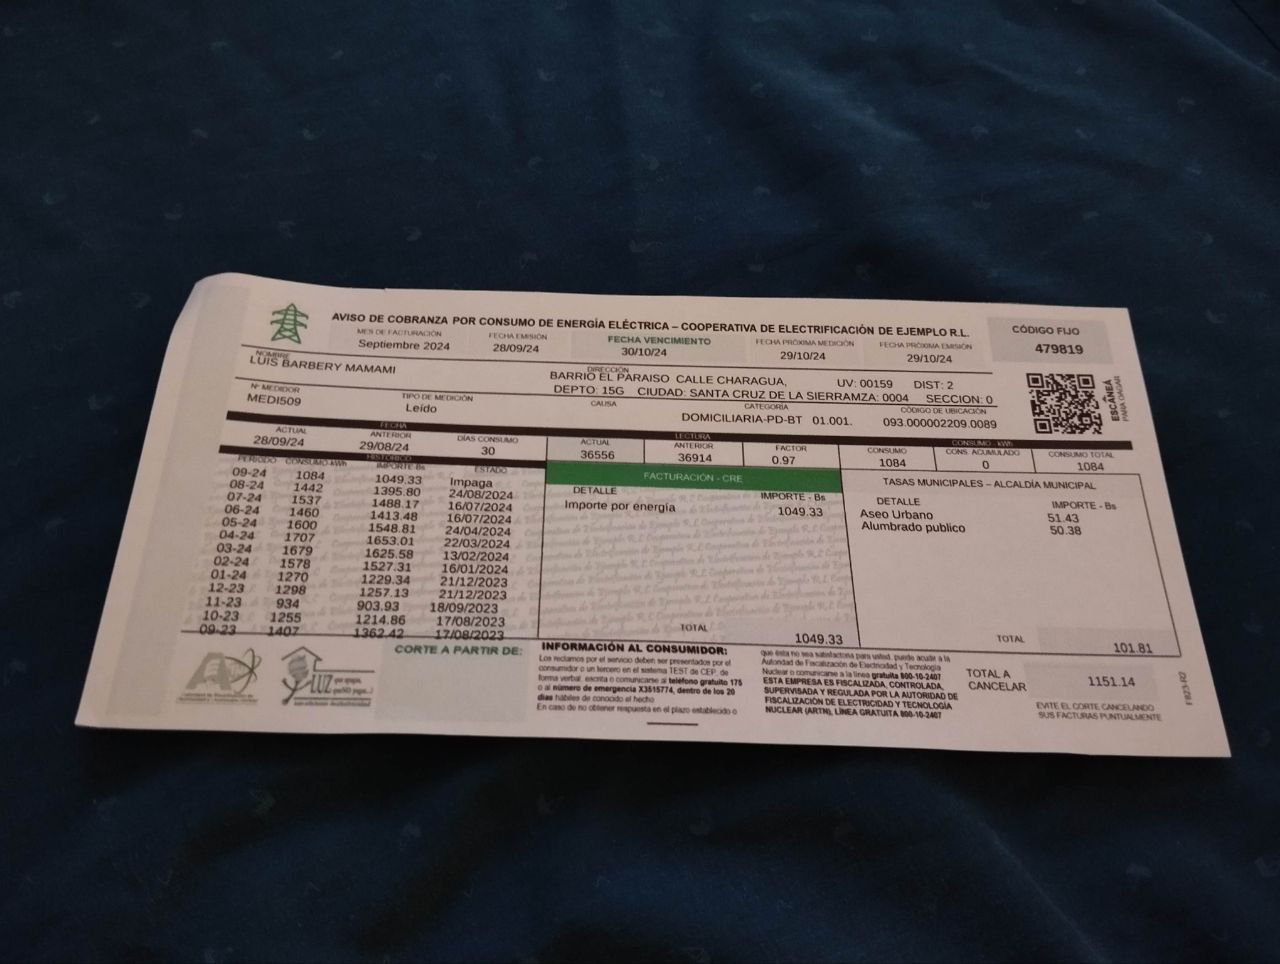 AVISO DE COBRANZA POR CONSUMO DE ENERGÍA ELÉCTRICA – COOPERATIVA DE ELECTRIFICACIÓN DE EJEMPLO R.L.
MES DE FACTURACIÓN FECHA EMISIÓN FECHA VENCIMIENTO FECHA PRÓXIMA MEDICIÓN FECHA PRÓXIMA EMISIÓN
Septiembre 2024 28/09/24 30/10/24 29/10/24 29/10/24
CÓDIGO FIJO
479819
NOMBRE
LUIS BARBERY MAMAMI
DIRECCIÓN
BARRIO EL PARAISO CALLE CHARAGUA, UV: 00159 DIST: 2
DEPTO: 15G CIUDAD: SANTA CRUZ DE LA SIERRAMZA: 0004 SECCION: 0
Nº MEDIDOR TIPO DE MEDICIÓN CAUSA CATEGORÍA CÓDIGO DE UBICACIÓN
MEDI509 Leído DOMICILIARIA-PD-BT 01.001. 093.000002209.0089
ESCANEÁ
PARA PAGAR
FECHA
ACTUAL ANTERIOR DÍAS CONSUMO
28/09/24 29/08/24 30
LECTURA
ACTUAL ANTERIOR FACTOR
36556 36914 0.97
CONSUMO - kWh
CONSUMO CONS. ACUMULADO CONSUMO TOTAL
1084 0 1084
HISTÓRICO
PERIODO CONSUMO-kWh IMPORTE-Bs ESTADO
09-24 1084 1049.33 Impaga
08-24 1442 1395.80 24/08/2024
07-24 1537 1488.17 16/07/2024
06-24 1460 1413.48 16/07/2024
05-24 1600 1548.81 24/04/2024
04-24 1707 1653.01 22/03/2024
03-24 1679 1625.58 13/02/2024
02-24 1578 1527.31 16/01/2024
01-24 1270 1229.34 21/12/2023
12-23 1298 1257.13 21/12/2023
11-23 934 903.93 18/09/2023
10-23 1255 1214.86 17/08/2023
09-23 1407 1362.42 17/08/2023
FACTURACIÓN - CRE
DETALLE IMPORTE - Bs
Importe por energía 1049.33
TOTAL 1049.33
TASAS MUNICIPALES – ALCALDÍA MUNICIPAL
DETALLE IMPORTE - Bs
Aseo Urbano 51.43
Alumbrado publico 50.38
TOTAL 101.81
LUZ
CORTE A PARTIR DE:
INFORMACIÓN AL CONSUMIDOR:
Los reclamos por el servicio deben ser presentados por el
consumidor o un tercero en el sistema TEST de CEP, de
forma verbal, escrita o comunicarse al teléfono gratuito 175
o al número de emergencia X3515774, dentro de los 20
días hábiles de conocido el hecho
En caso de no obtener respuesta en el plazo establecido o
que ésta no sea satisfactoria para usted, puede acudir a la
Autoridad de Fiscalización de Electricidad y Tecnología
Nuclear o comunicarse a la línea gratuita 800-10-2407
ESTA EMPRESA ES FISCALIZADA, CONTROLADA,
SUPERVISADA Y REGULADA POR LA AUTORIDAD DE
FISCALIZACIÓN DE ELECTRICIDAD Y TECNOLOGÍA
NUCLEAR (ARTN), LÍNEA GRATUITA 800-10-2407
TOTAL A
CANCELAR
1151.14
EVITE EL CORTE CANCELANDO
SUS FACTURAS PUNTUALMENTE